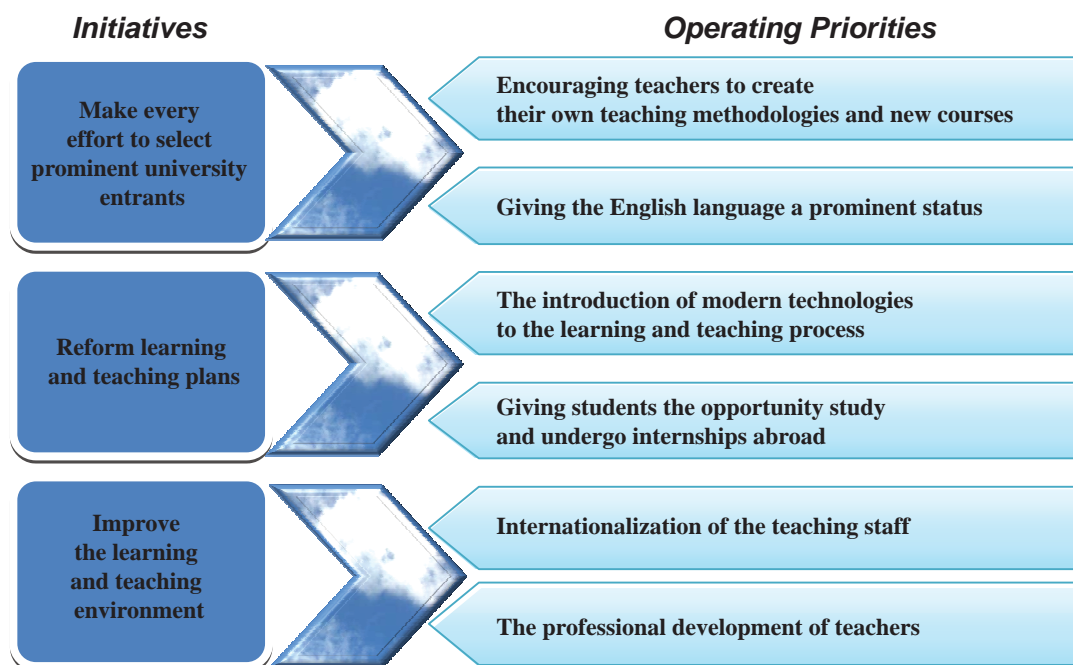 Initiatives
Operating Priorities
Make every
effort to select
prominent university
entrants
Encouraging teachers to create
their own teaching methodologies and new courses
Giving the English language a prominent status
Reform learning
and teaching plans
The introduction of modern technologies
to the learning and teaching process
Giving students the opportunity study
and undergo internships abroad
Improve
the learning
and teaching
environment
Internationalization of the teaching staff
The professional development of teachers